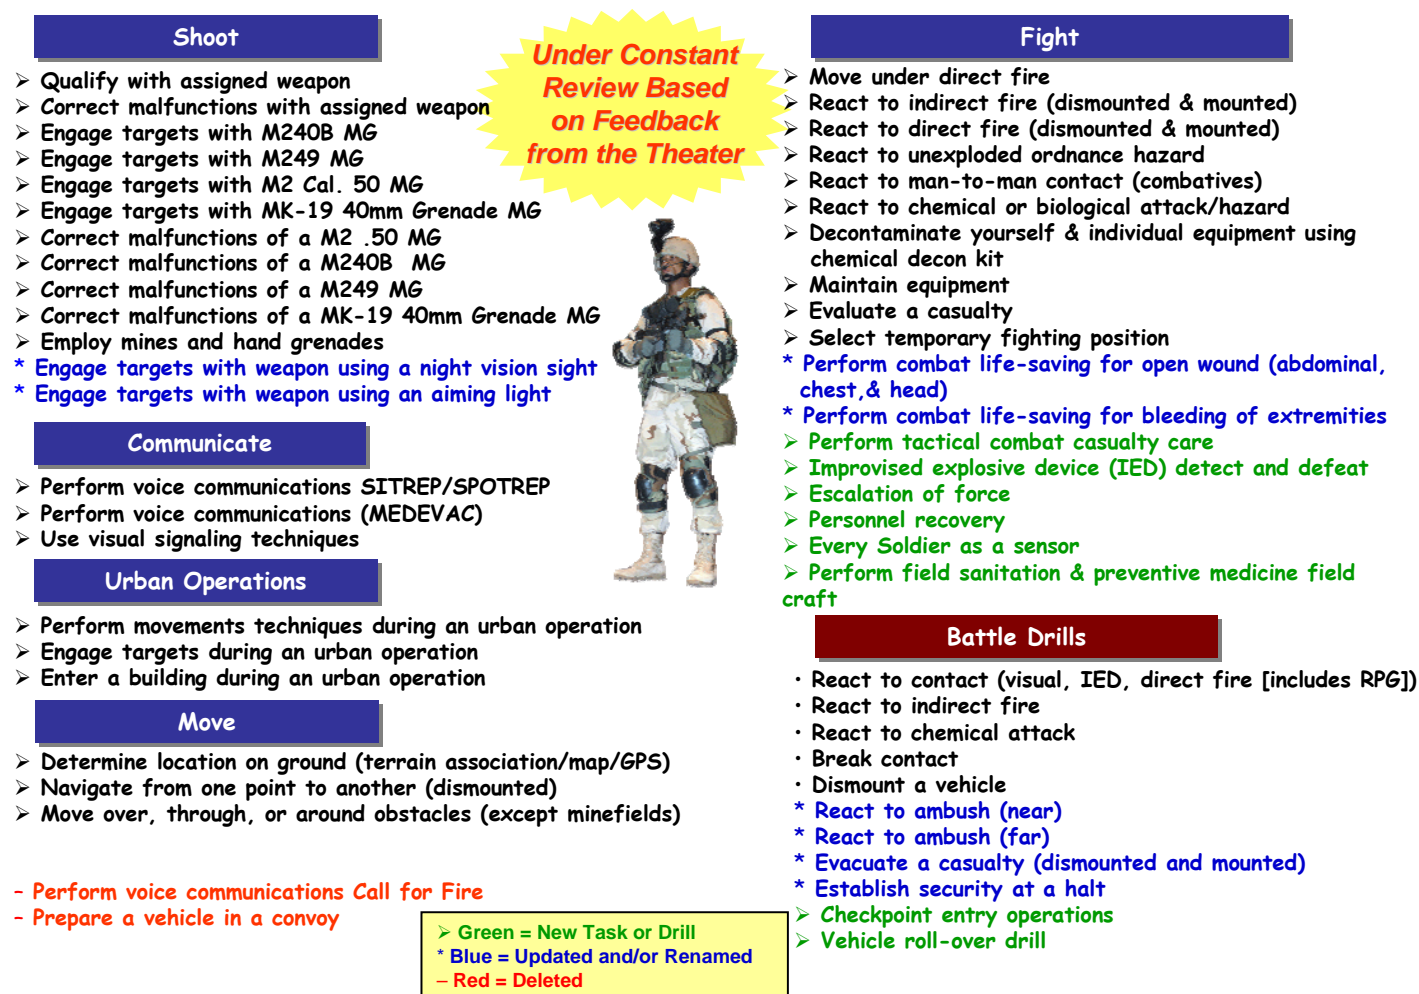 Shoot
➢ Qualify with assigned weapon
➢ Correct malfunctions with assigned weapon
➢ Engage targets with M240B MG
➢ Engage targets with M249 MG
➢ Engage targets with M2 Cal. 50 MG
➢ Engage targets with MK-19 40mm Grenade MG
➢ Correct malfunctions of a M2 .50 MG
➢ Correct malfunctions of a M240B MG
➢ Correct malfunctions of a M249 MG
➢ Correct malfunctions of a MK-19 40mm Grenade MG
➢ Employ mines and hand grenades
* Engage targets with weapon using a night vision sight
* Engage targets with weapon using an aiming light
Communicate
➢ Perform voice communications SITREP/SPOTREP
➢ Perform voice communications (MEDEVAC)
➢ Use visual signaling techniques
Urban Operations
➢ Perform movements techniques during an urban operation
➢ Engage targets during an urban operation
➢ Enter a building during an urban operation
Move
➢ Determine location on ground (terrain association/map/GPS)
➢ Navigate from one point to another (dismounted)
➢ Move over, through, or around obstacles (except minefields)
– Perform voice communications Call for Fire
– Prepare a vehicle in a convoy
Under Constant
Review Based
on Feedback
from the Theater
Fight
➢ Move under direct fire
➢ React to indirect fire (dismounted & mounted)
➢ React to direct fire (dismounted & mounted)
➢ React to unexploded ordnance hazard
➢ React to man-to-man contact (combatives)
➢ React to chemical or biological attack/hazard
➢ Decontaminate yourself & individual equipment using
chemical decon kit
➢ Maintain equipment
➢ Evaluate a casualty
➢ Select temporary fighting position
* Perform combat life-saving for open wound (abdominal,
chest,& head)
* Perform combat life-saving for bleeding of extremities
➢ Perform tactical combat casualty care
➢ Improvised explosive device (IED) detect and defeat
➢ Escalation of force
➢ Personnel recovery
➢ Every Soldier as a sensor
➢ Perform field sanitation & preventive medicine field
craft
Battle Drills
• React to contact (visual, IED, direct fire [includes RPG])
• React to indirect fire
• React to chemical attack
• Break contact
• Dismount a vehicle
* React to ambush (near)
* React to ambush (far)
* Evacuate a casualty (dismounted and mounted)
* Establish security at a halt
➢ Checkpoint entry operations
➢ Vehicle roll-over drill
➢ Green = New Task or Drill
* Blue = Updated and/or Renamed
– Red = Deleted